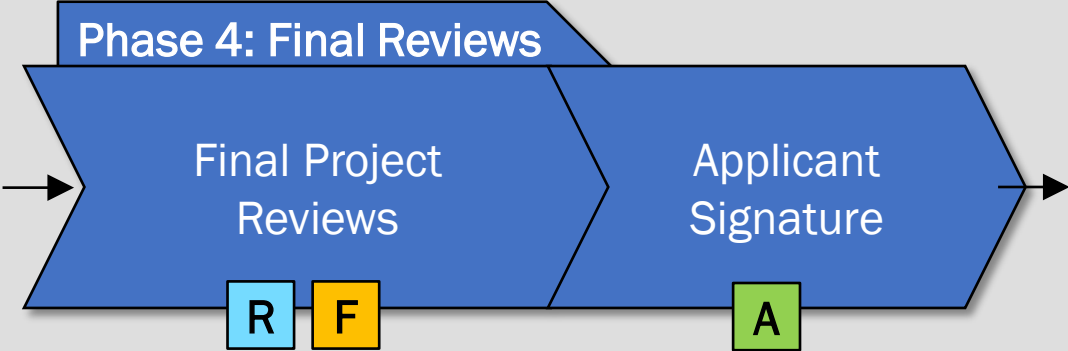 Phase 4: Final Reviews
Final Project
Reviews
Applicant
Signature
R F
A